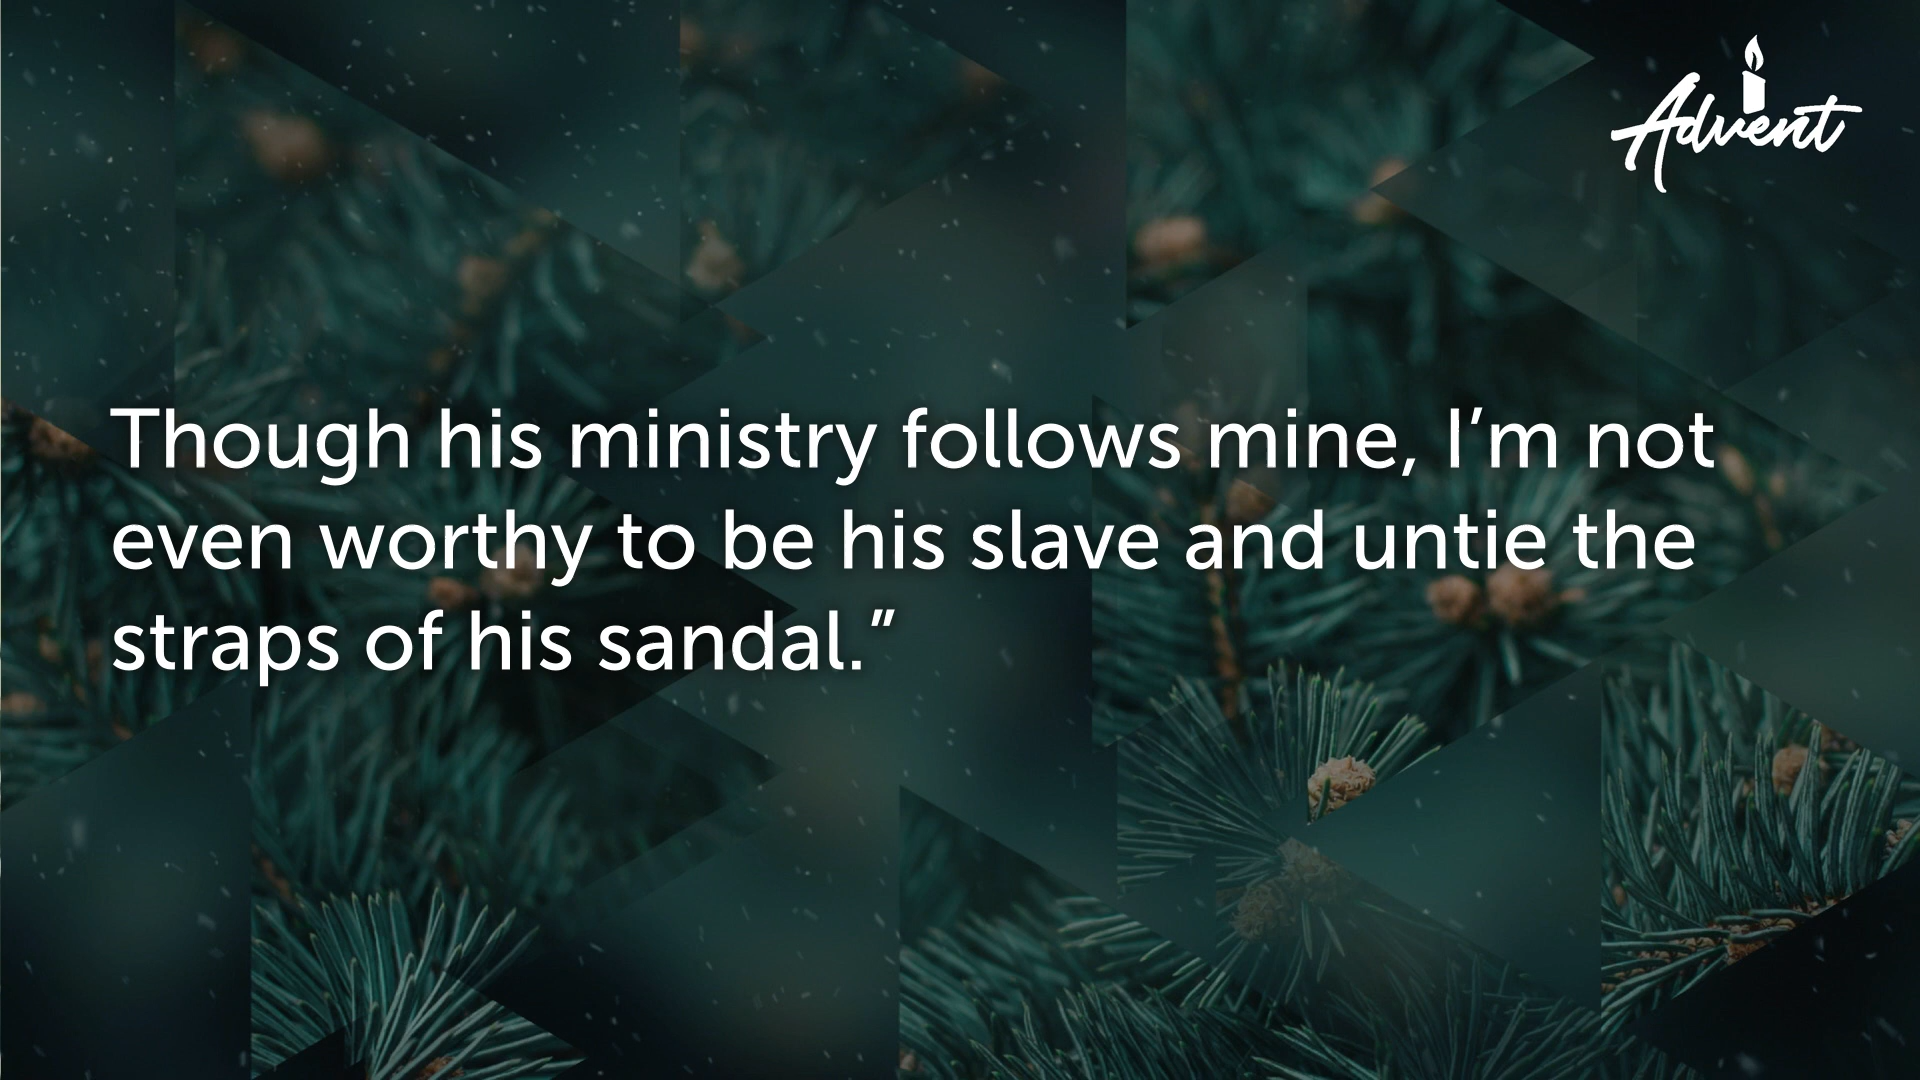 Advent
Though his ministry follows mine, I’m not
even worthy to be his slave and untie the
straps of his sandal.”